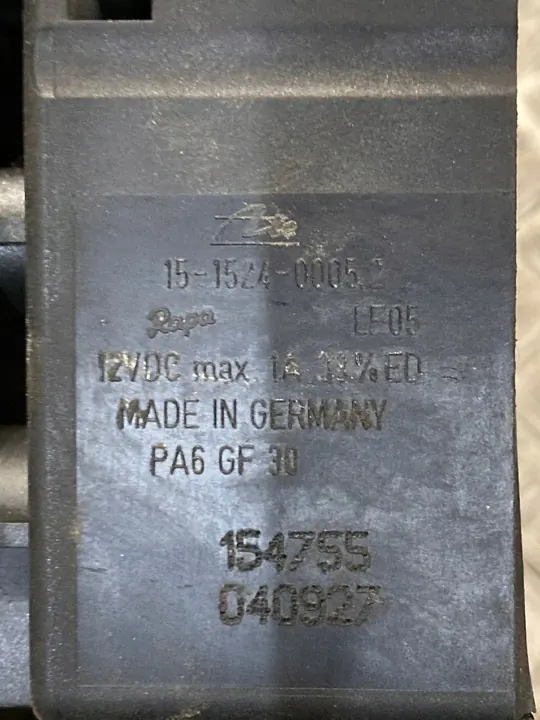 Ate
15-1524-0005.2
Rapa LE05
12VDC max. 1A 33%ED
MADE IN GERMANY
PA6 GF 30
154755
040927